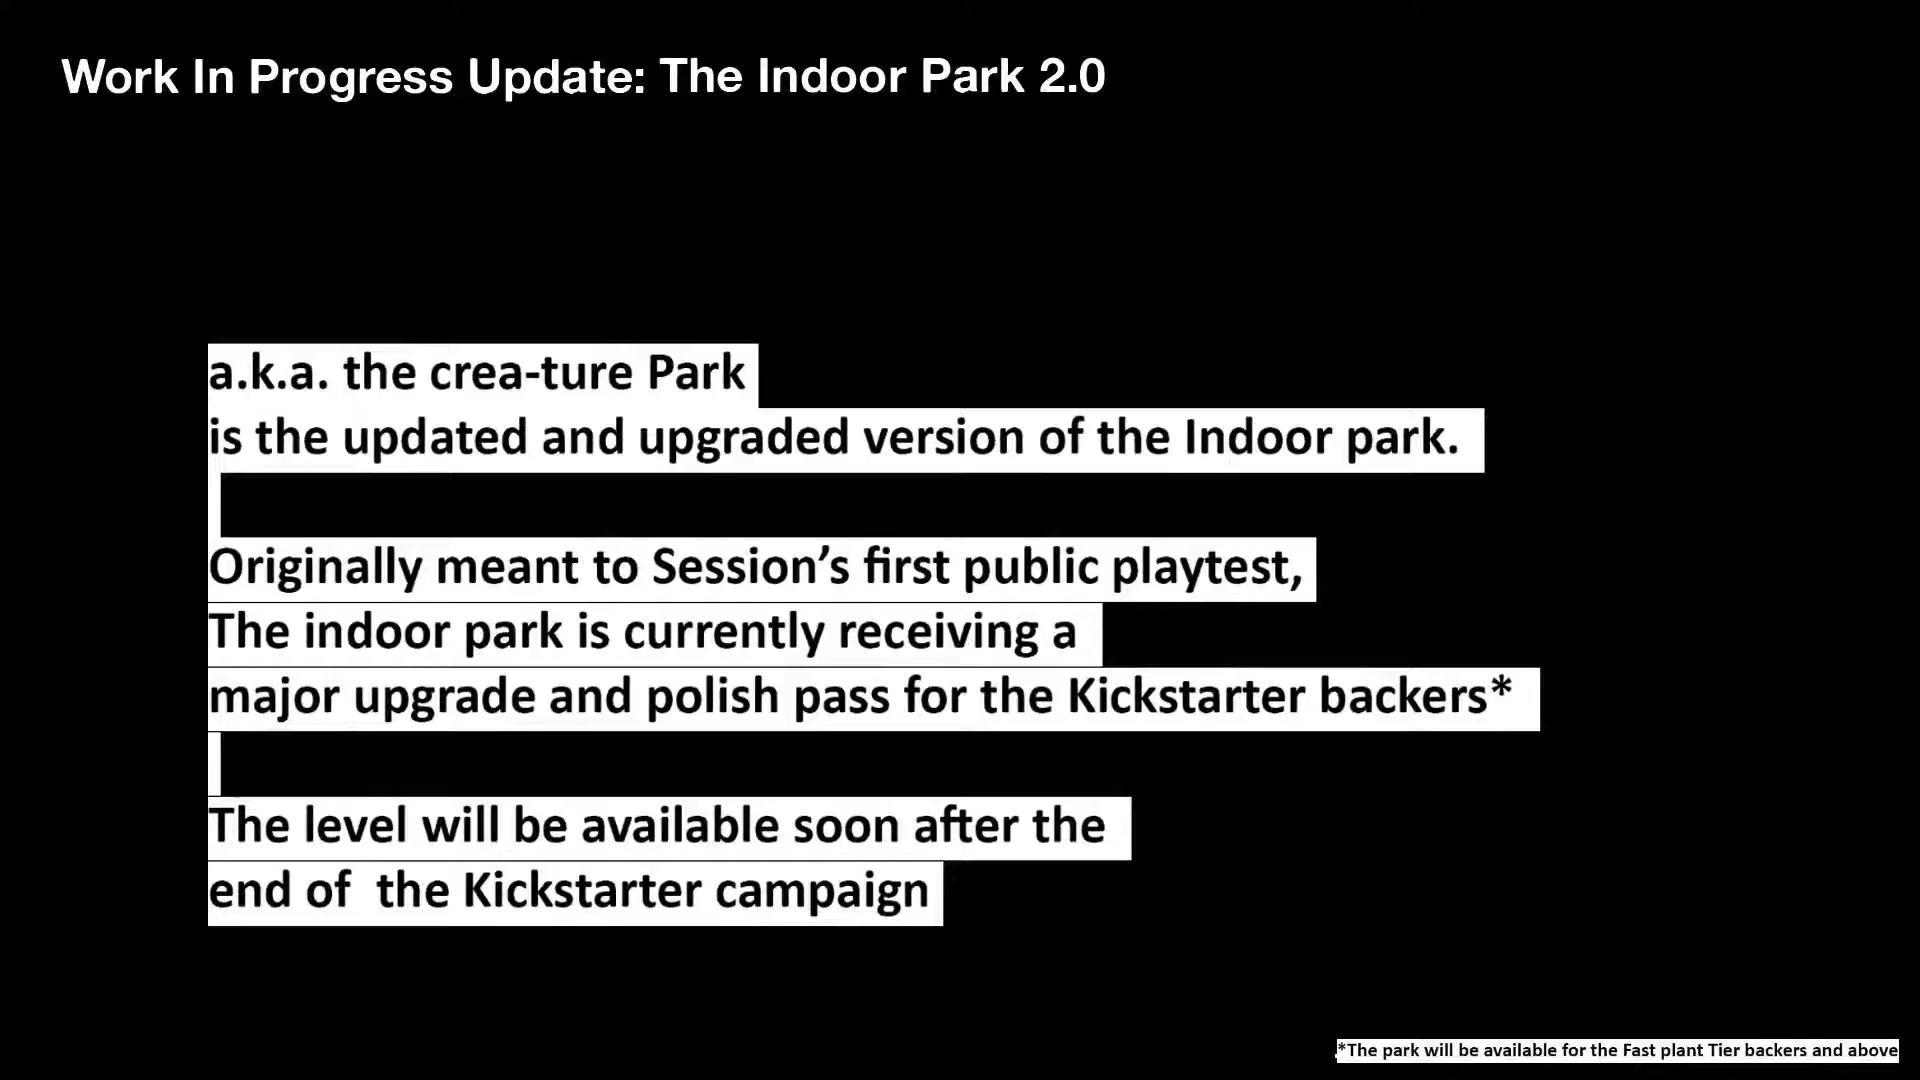 Work In Progress Update: The Indoor Park 2.0
a.k.a. the crea-ture Park
is the updated and upgraded version of the Indoor park.
Originally meant to Session’s first public playtest,
The indoor park is currently receiving a
major upgrade and polish pass for the Kickstarter backers*
The level will be available soon after the
end of  the Kickstarter campaign
*The park will be available for the Fast plant Tier backers and above